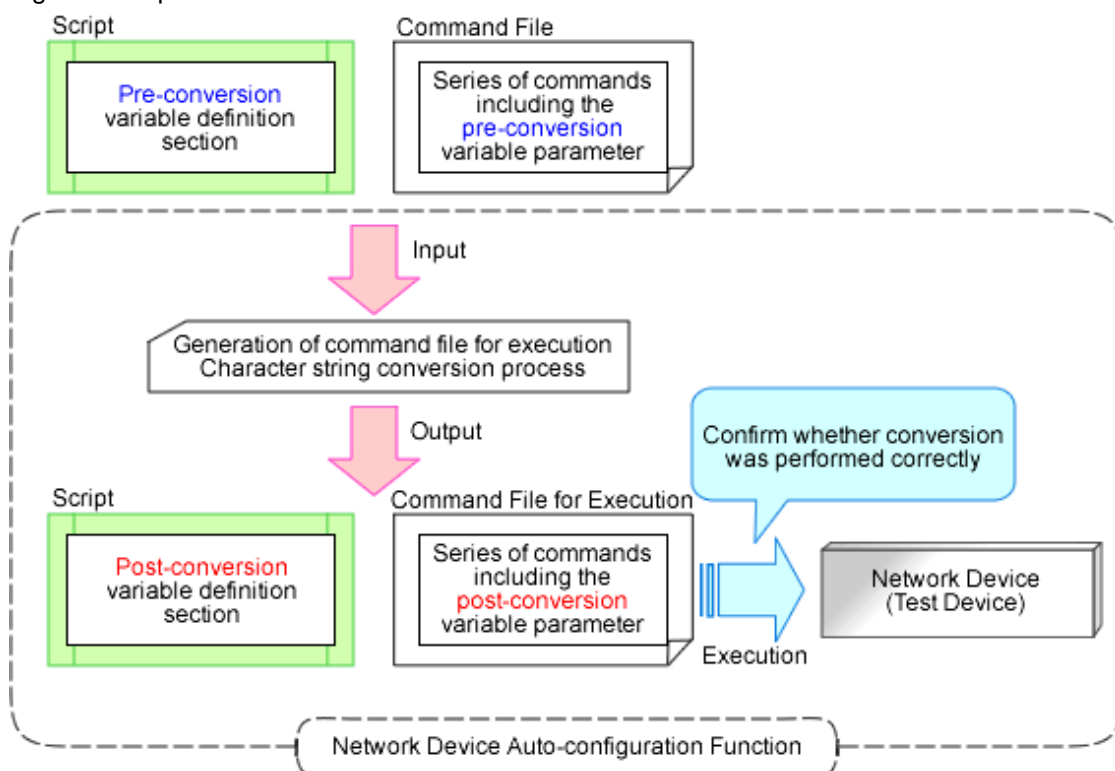 Script
Pre-conversion
variable definition
section
Command File
Series of commands
including the
pre-conversion
variable parameter
Input
Generation of command file for execution
Character string conversion process
Output
Confirm whether conversion
was performed correctly
Script
Post-conversion
variable definition
section
Command File for Execution
Series of commands
including the
post-conversion
variable parameter
Execution
Network Device
(Test Device)
Network Device Auto-configuration Function